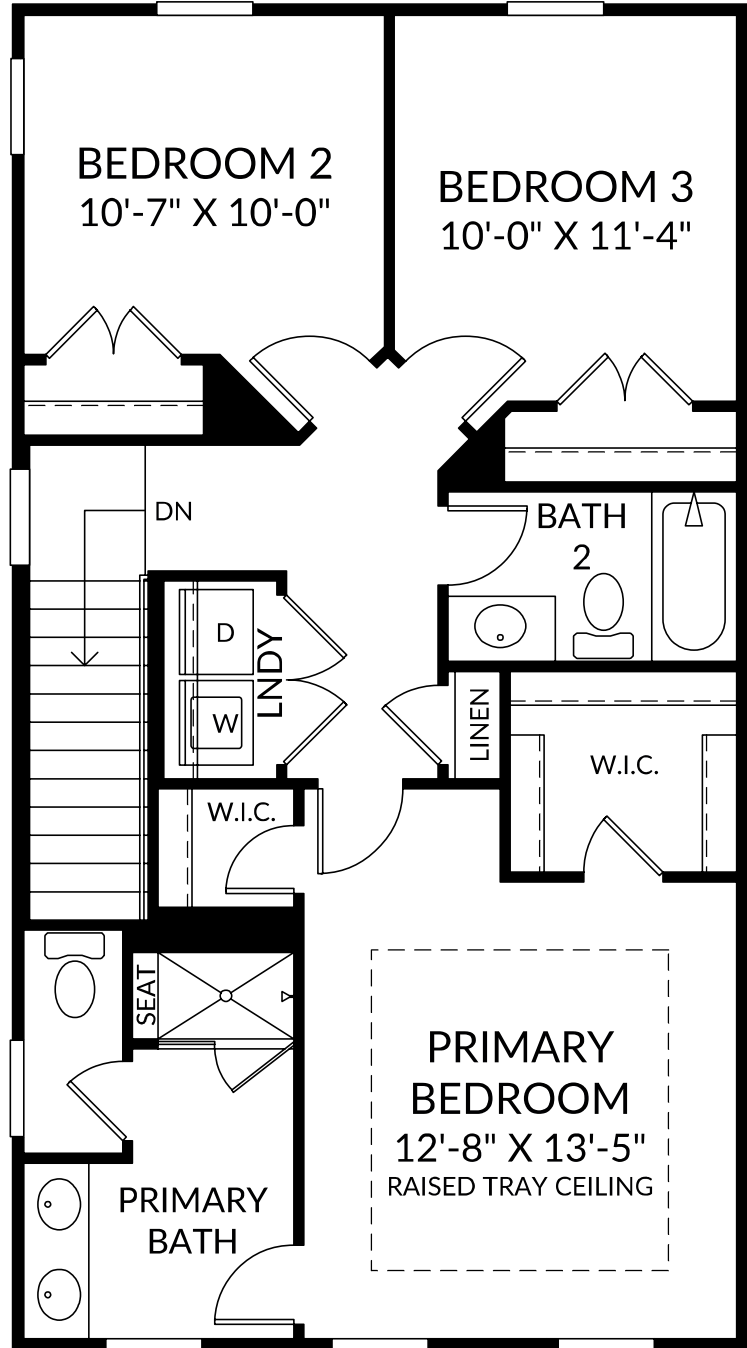 BEDROOM 2
10'-7" X 10'-0"
BEDROOM 3
10'-0" X 11'-4"
DN
BATH
2
D
W
LNDY
LINEN
W.I.C.
W.I.C.
SEAT
PRIMARY
BEDROOM
12'-8" X 13'-5"
RAISED TRAY CEILING
PRIMARY
BATH